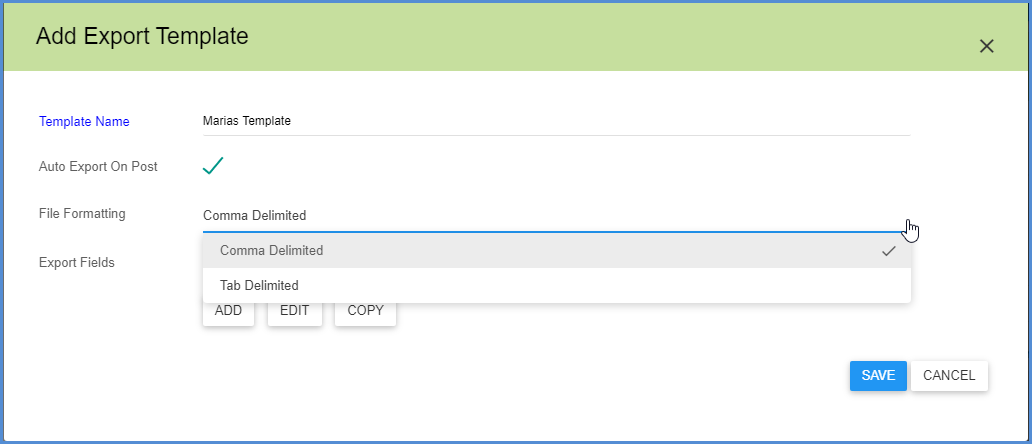 Add Export Template
Template Name
Marias Template
Auto Export On Post
File Formatting
Comma Delimited
Comma Delimited
Export Fields
Tab Delimited
ADD EDIT COPY
SAVE CANCEL